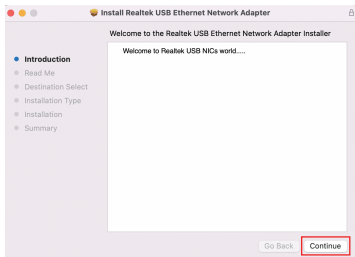 Install Realtek USB Ethernet Network Adapter
Welcome to the Realtek USB Ethernet Network Adapter Installer
Welcome to Realtek USB NICs world.....
Introduction
Read Me
Destination Select
Installation Type
Installation
Summary
Go Back
Continue